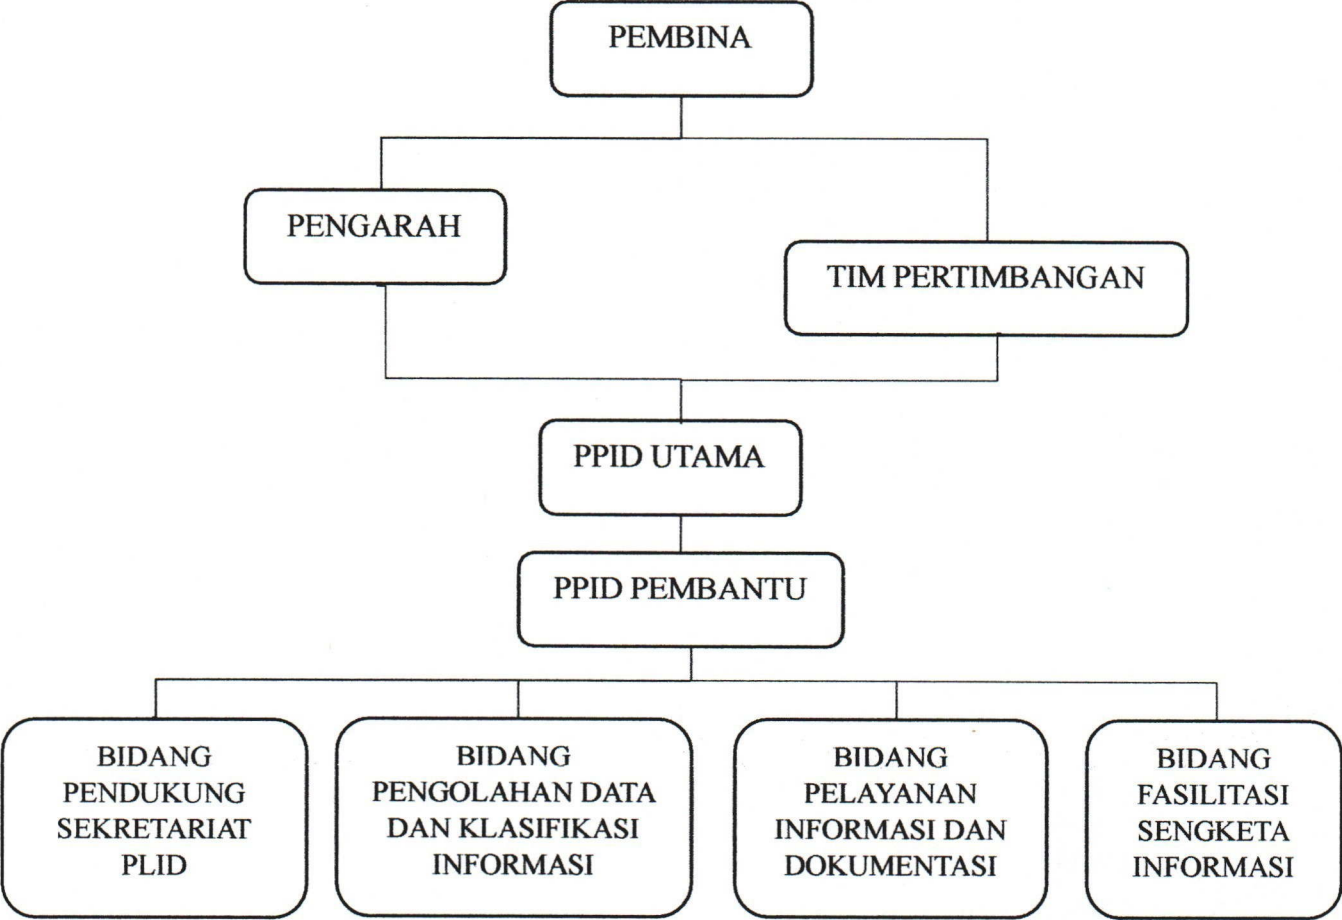 PEMBINA
PENGARAH
TIM PERTIMBANGAN
PPID UTAMA
PPID PEMBANTU
BIDANG
PENDUKUNG
SEKRETARIAT
PLID
BIDANG
PENGOLAHAN DATA
DAN KLASIFIKASI
INFORMASI
BIDANG
PELAYANAN
INFORMASI DAN
DOKUMENTASI
BIDANG
FASILITASI
SENGKETA
INFORMASI